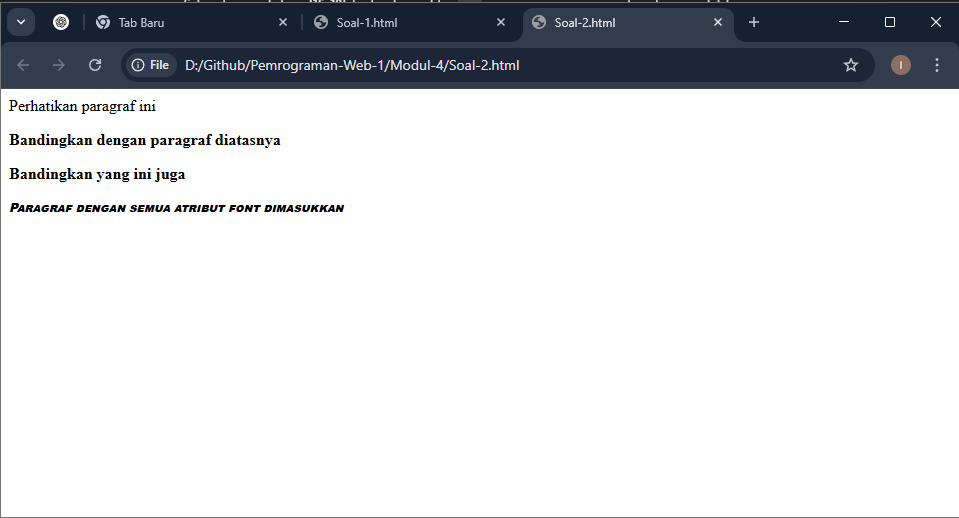 Tab Baru
Soal-1.html
Soal-2.html
File
D:/Github/Pemrograman-Web-1/Modul-4/Soal-2.html
I
Perhatikan paragraf ini
Bandingkan dengan paragraf diatasnya
Bandingkan yang ini juga
Paragraf dengan semua atribut font dimasukkan